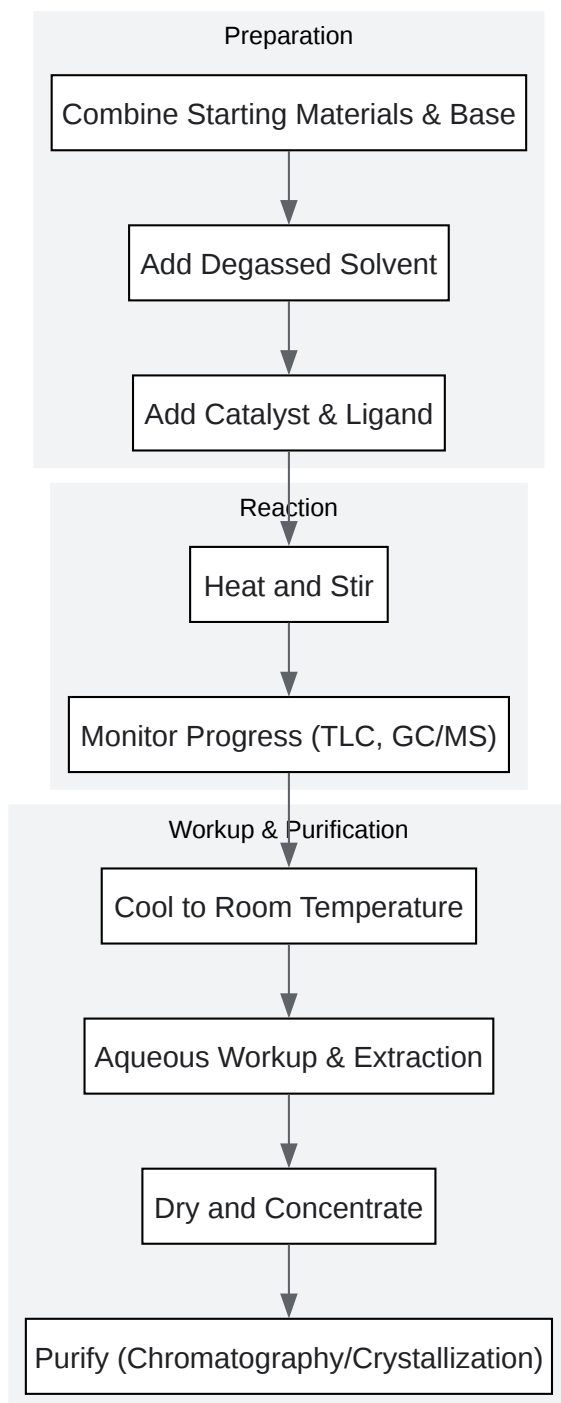 Preparation
Combine Starting Materials & Base
Add Degassed Solvent
Add Catalyst & Ligand
Reaction
Heat and Stir
Monitor Progress (TLC, GC/MS)
Workup & Purification
Cool to Room Temperature
Aqueous Workup & Extraction
Dry and Concentrate
Purify (Chromatography/Crystallization)